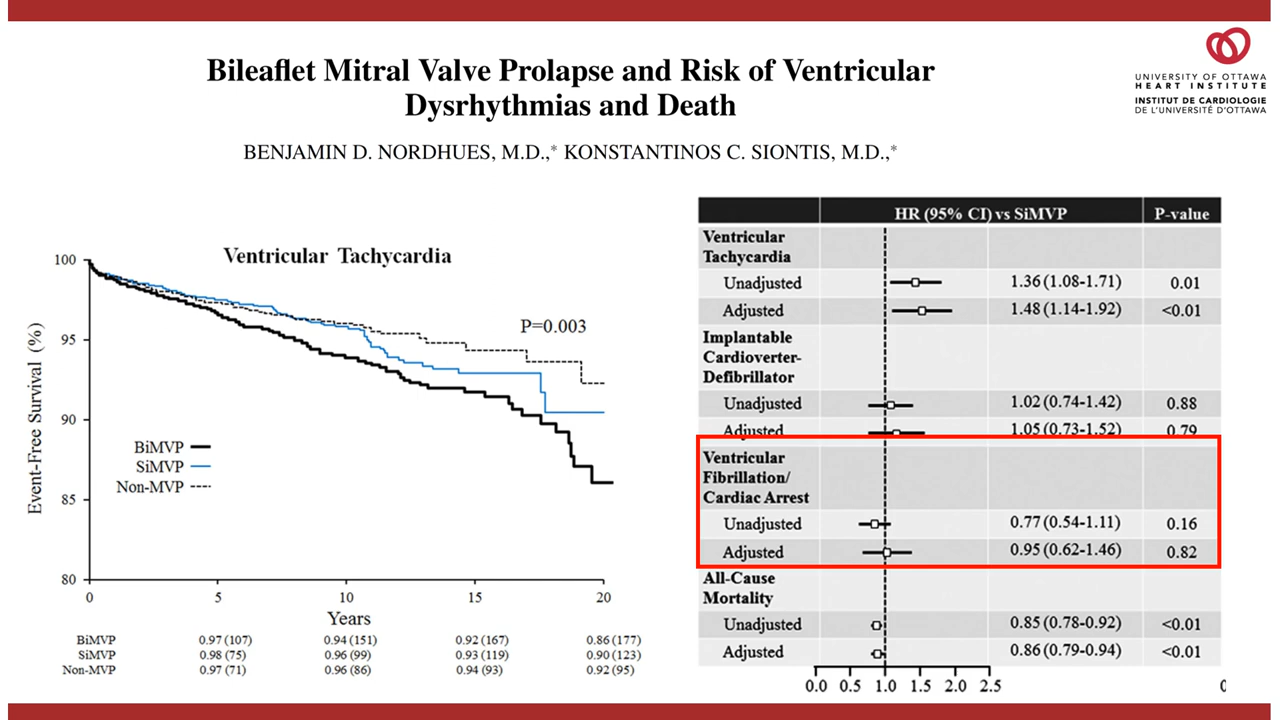 Bileaflet Mitral Valve Prolapse and Risk of Ventricular
Dysrhythmias and Death
BENJAMIN D. NORDHUES, M.D.,* KONSTANTINOS C. SIONTIS, M.D.,*
UNIVERSITY OF OTTAWA
HEART INSTITUTE
INSTITUT DE CARDIOLOGIE
DE L'UNIVERSITÉ D'OTTAWA
Ventricular Tachycardia
Event-Free Survival (%)
100
95
90
85
80
P=0.003
BiMVP
SiMVP
Non-MVP
0 5 10 15 20
Years
BiMVP 0.97 (107) 0.94 (151) 0.92 (167) 0.86 (177)
SiMVP 0.98 (75) 0.96 (99) 0.93 (119) 0.90 (123)
Non-MVP 0.97 (71) 0.96 (86) 0.94 (93) 0.92 (95)
HR (95% CI) vs SiMVP P-value
Ventricular
Tachycardia
Unadjusted 1.36 (1.08-1.71) 0.01
Adjusted 1.48 (1.14-1.92) <0.01
Implantable
Cardioverter-
Defibrillator
Unadjusted 1.02 (0.74-1.42) 0.88
Adjusted 1.05 (0.73-1.52) 0.79
Ventricular
Fibrillation/
Cardiac Arrest
Unadjusted 0.77 (0.54-1.11) 0.16
Adjusted 0.95 (0.62-1.46) 0.82
All-Cause
Mortality
Unadjusted 0.85 (0.78-0.92) <0.01
Adjusted 0.86 (0.79-0.94) <0.01
0.0 0.5 1.0 1.5 2.0 2.5